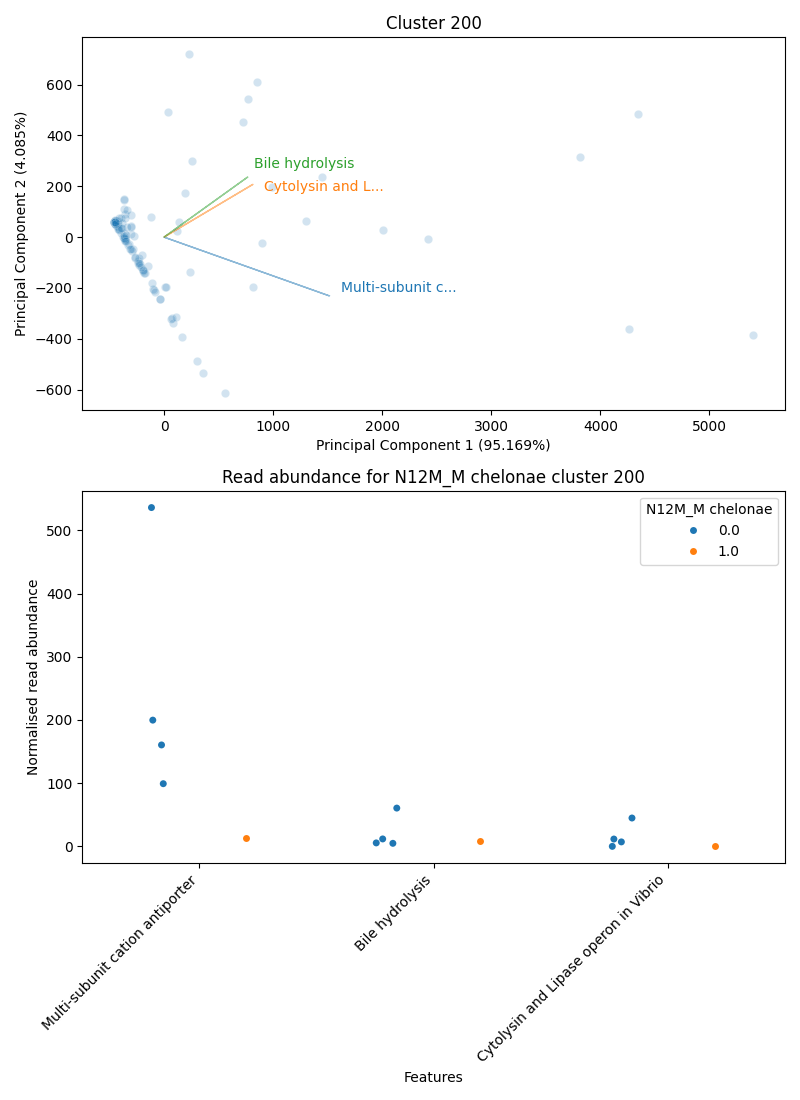 Cluster 200
Principal Component 2 (4.085%)
600
400
200
0
−200
−400
−600
Bile hydrolysis
Cytolysin and L...
Multi-subunit c...
0
1000
2000
3000
4000
5000
Principal Component 1 (95.169%)
Read abundance for N12M_M chelonae cluster 200
Normalised read abundance
500
400
300
200
100
0
N12M_M chelonae
0.0
1.0
Multi-subunit cation antiporter
Bile hydrolysis
Cytolysin and Lipase operon in Vibrio
Features